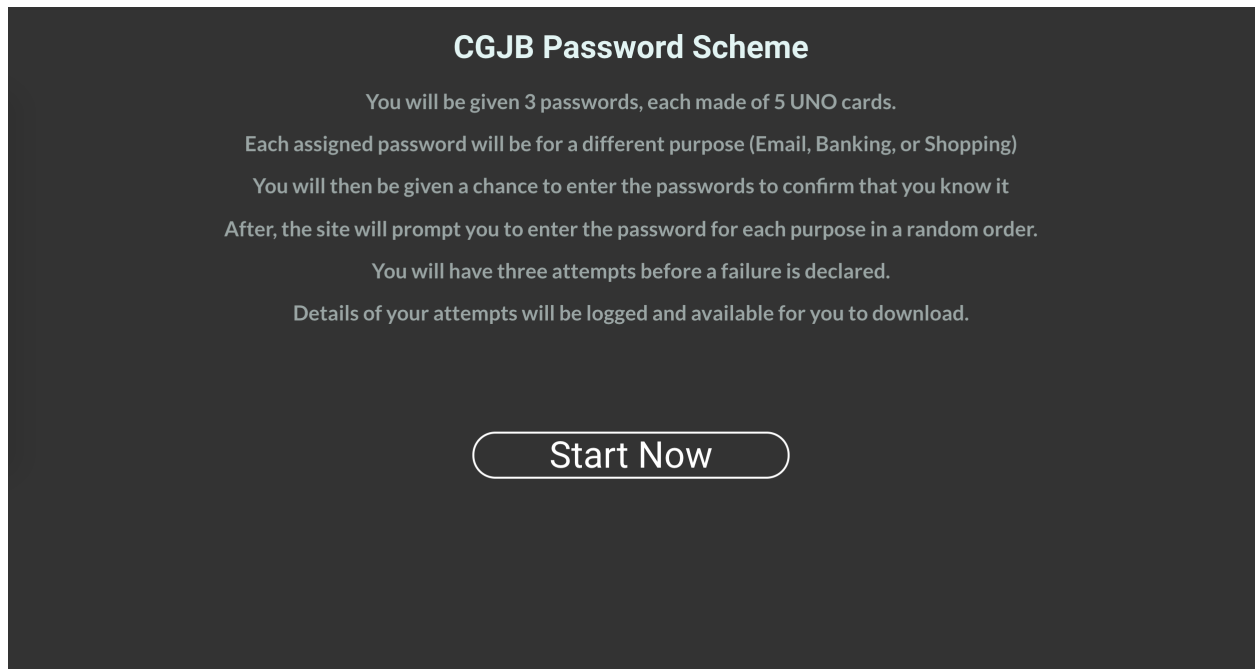 CGJB Password Scheme
You will be given 3 passwords, each made of 5 UNO cards.
Each assigned password will be for a different purpose (Email, Banking, or Shopping)
You will then be given a chance to enter the passwords to confirm that you know it
After, the site will prompt you to enter the password for each purpose in a random order.
You will have three attempts before a failure is declared.
Details of your attempts will be logged and available for you to download.
Start Now